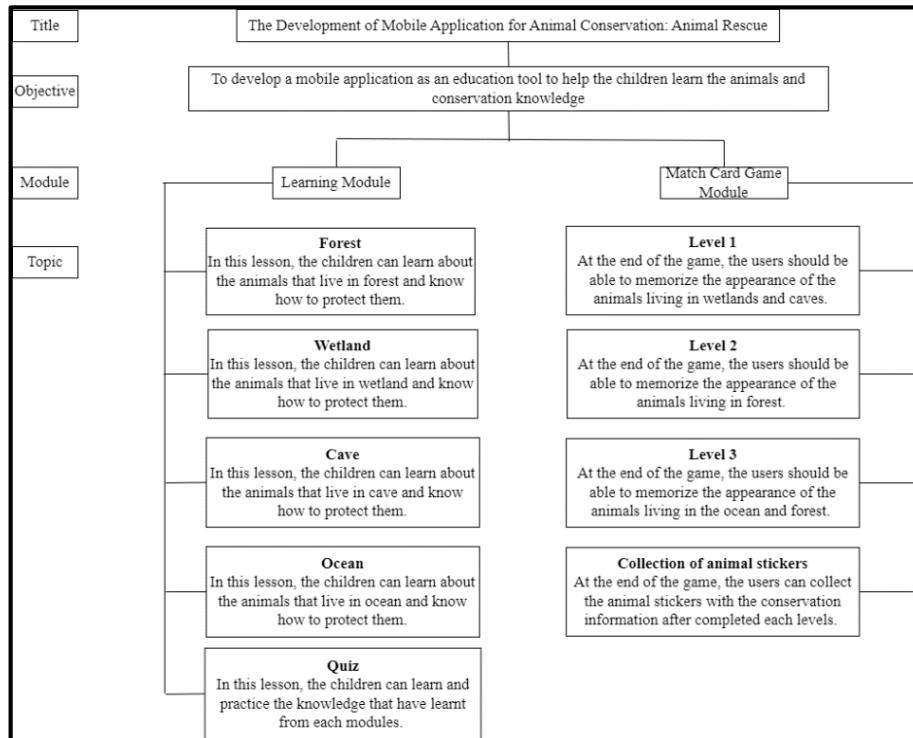 Title
The Development of Mobile Application for Animal Conservation: Animal Rescue
Objective
To develop a mobile application as an education tool to help the children learn the animals and
conservation knowledge
Module
Learning Module
Match Card Game
Module
Topic
Forest
In this lesson, the children can learn about
the animals that live in forest and know
how to protect them.
Wetland
In this lesson, the children can learn about
the animals that live in wetland and know
how to protect them.
Cave
In this lesson, the children can learn about
the animals that live in cave and know
how to protect them.
Ocean
In this lesson, the children can learn about
the animals that live in ocean and know
how to protect them.
Quiz
In this lesson, the children can learn and
practice the knowledge that have learnt
from each modules.
Level 1
At the end of the game, the users should be
able to memorize the appearance of the
animals living in wetlands and caves.
Level 2
At the end of the game, the users should be
able to memorize the appearance of the
animals living in forest.
Level 3
At the end of the game, the users should be
able to memorize the appearance of the
animals living in the ocean and forest.
Collection of animal stickers
At the end of the game, the users can collect
the animal stickers with the conservation
information after completed each levels.